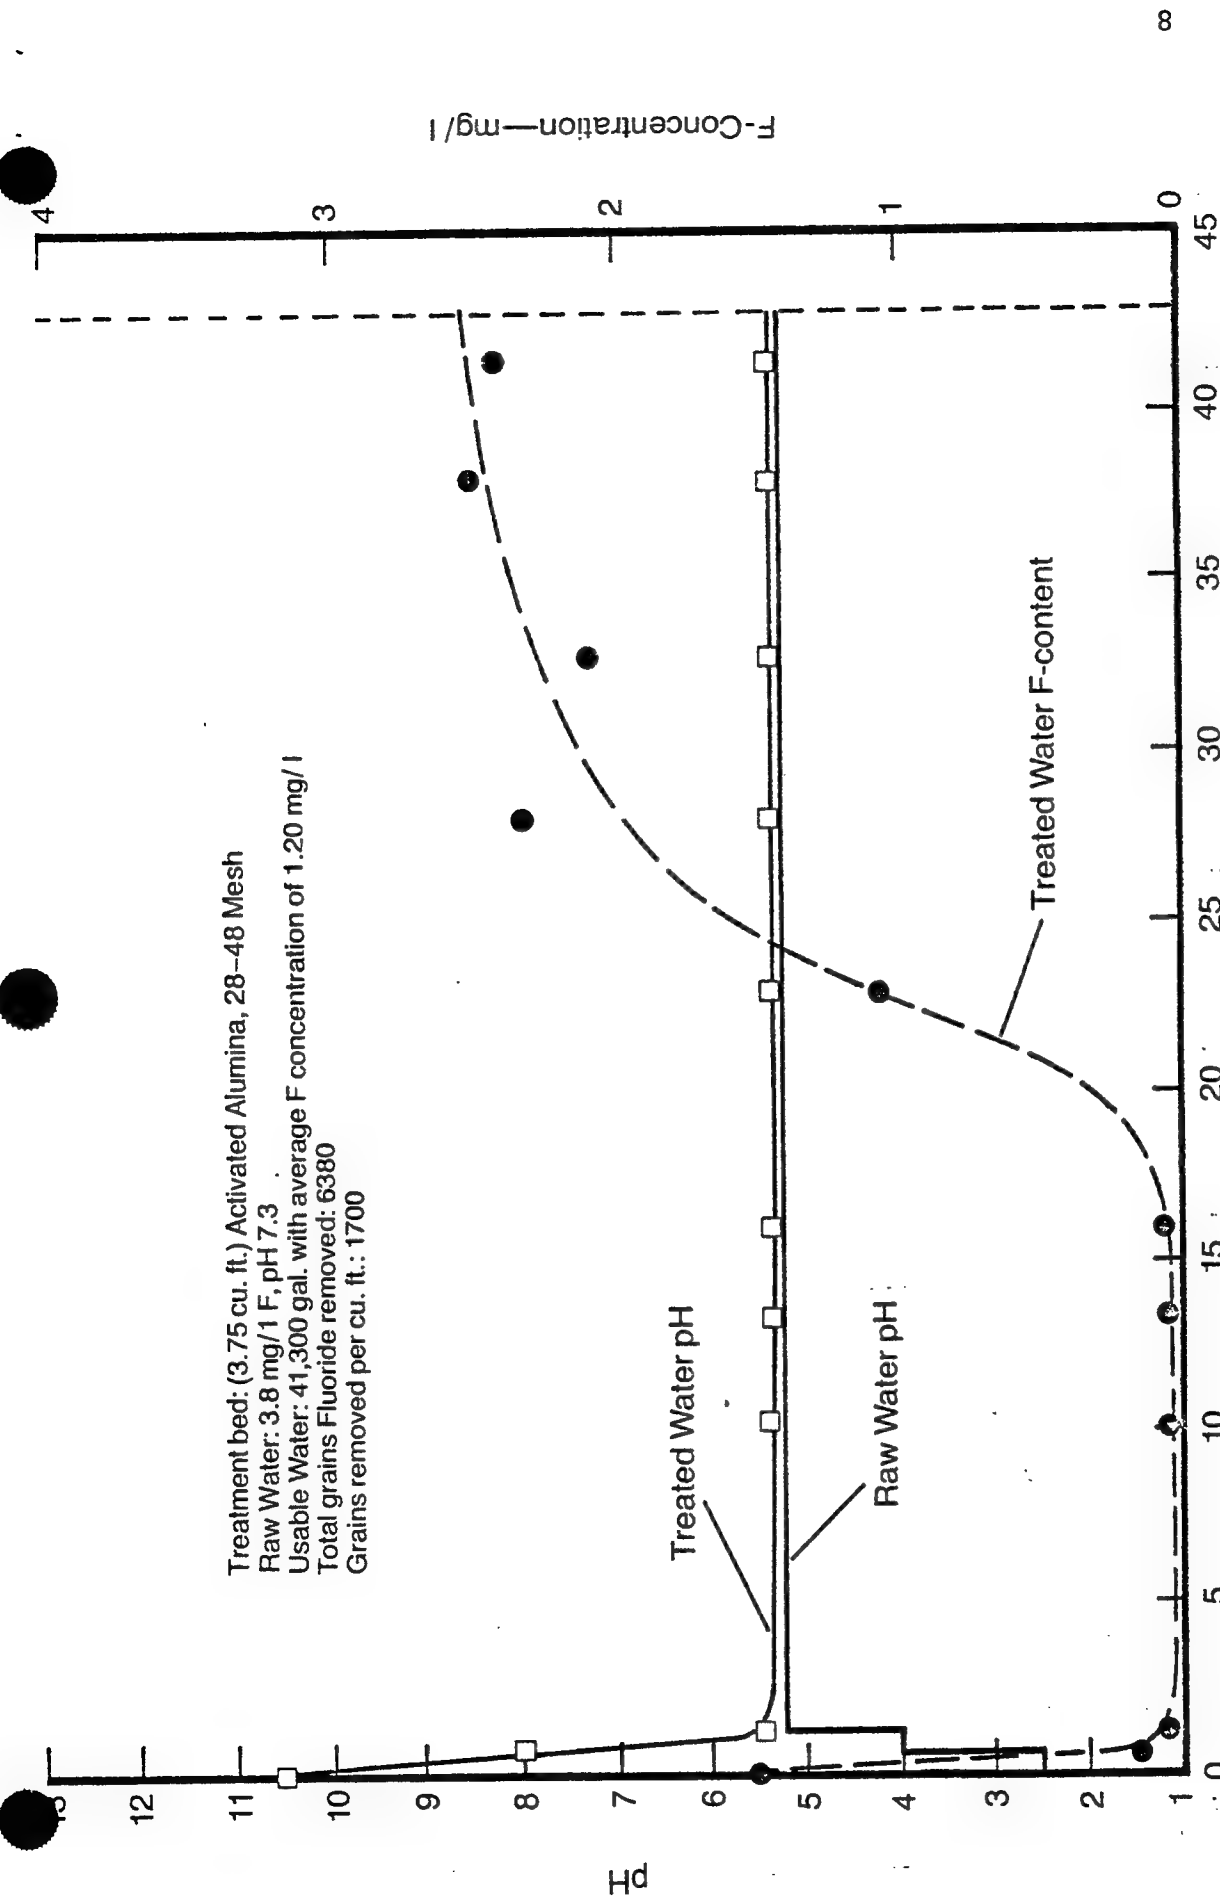 Treatment bed: (3.75 cu. ft.) Activated Alumina, 28–48 Mesh
Raw Water: 3.8 mg/1 F, pH 7.3
Usable Water: 41,300 gal. with average F concentration of 1.20 mg/l
Total grains Fluoride removed: 6380
Grains removed per cu. ft.: 1700
pH
13
12
11
10
9
8
7
6
5
4
3
2
1
Treated Water pH
Raw Water pH
Treated Water F-content
F-Concentration—mg/l
4
3
2
1
0
0
5
10
15
20
25
30
35
40
45
8